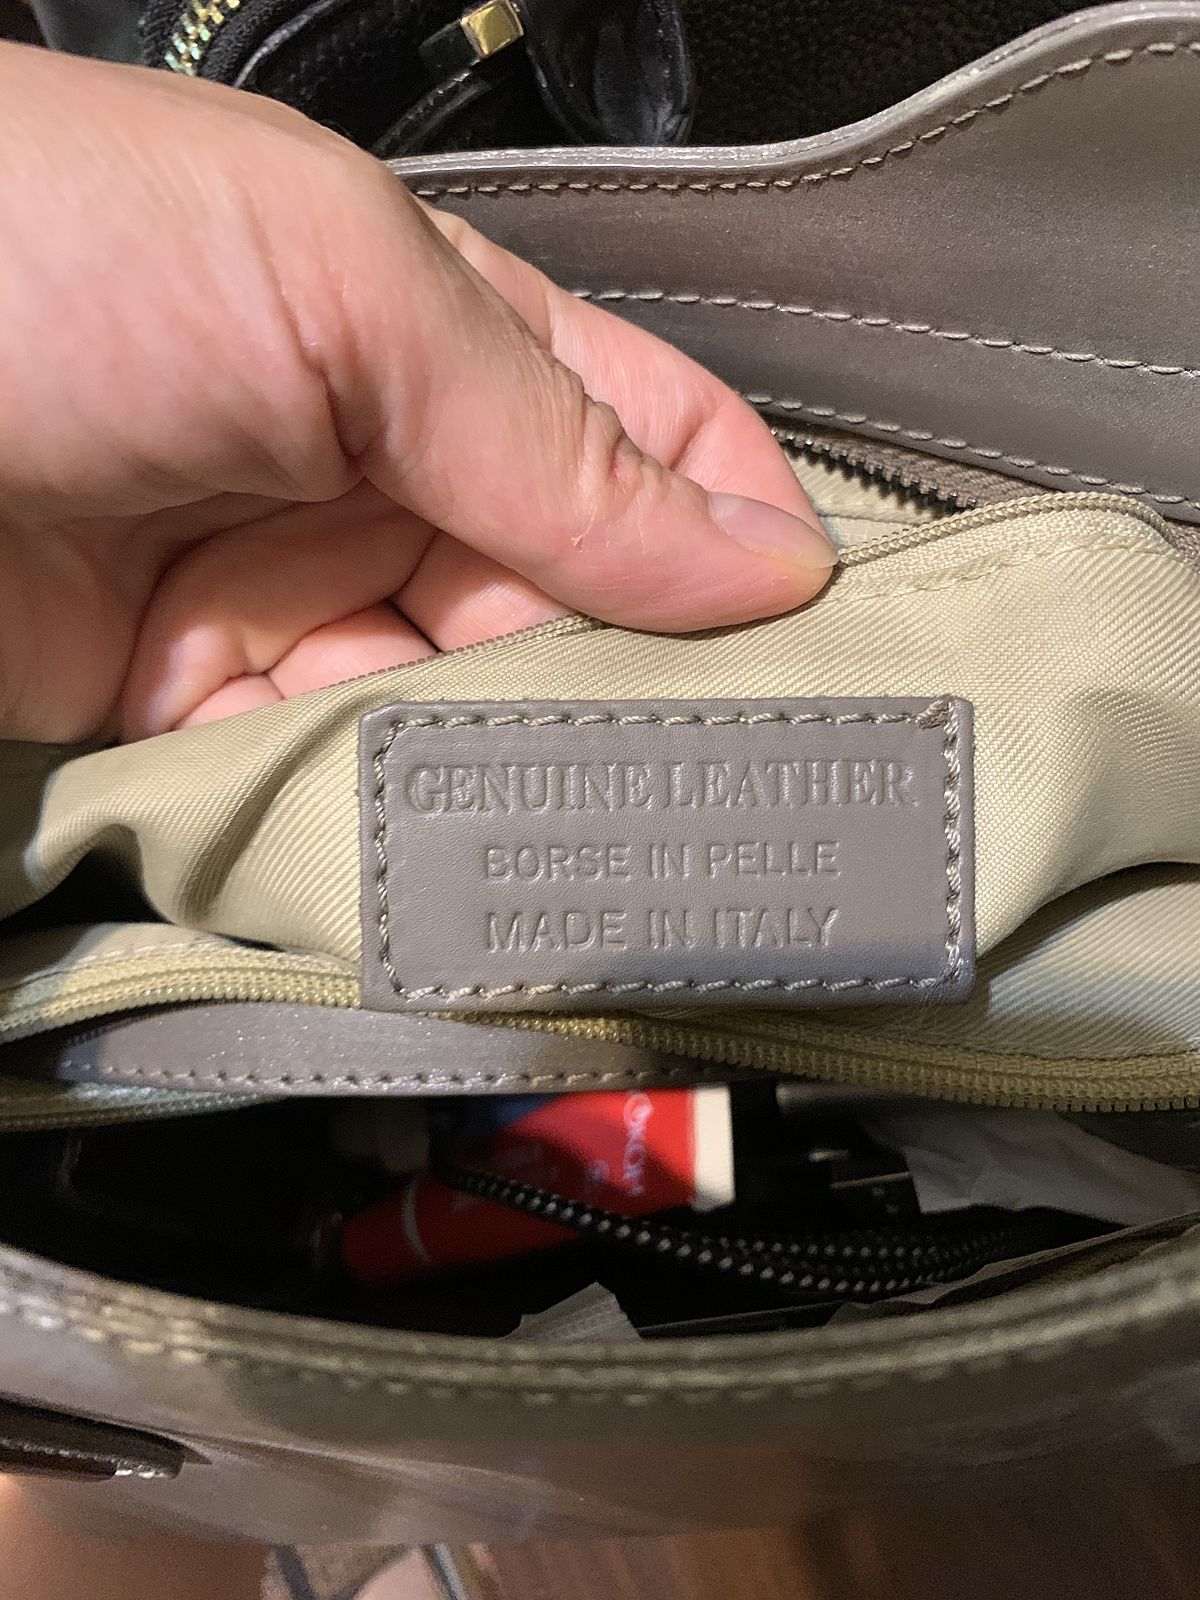 GENUINE LEATHER
BORSE IN PELLE
MADE IN ITALY